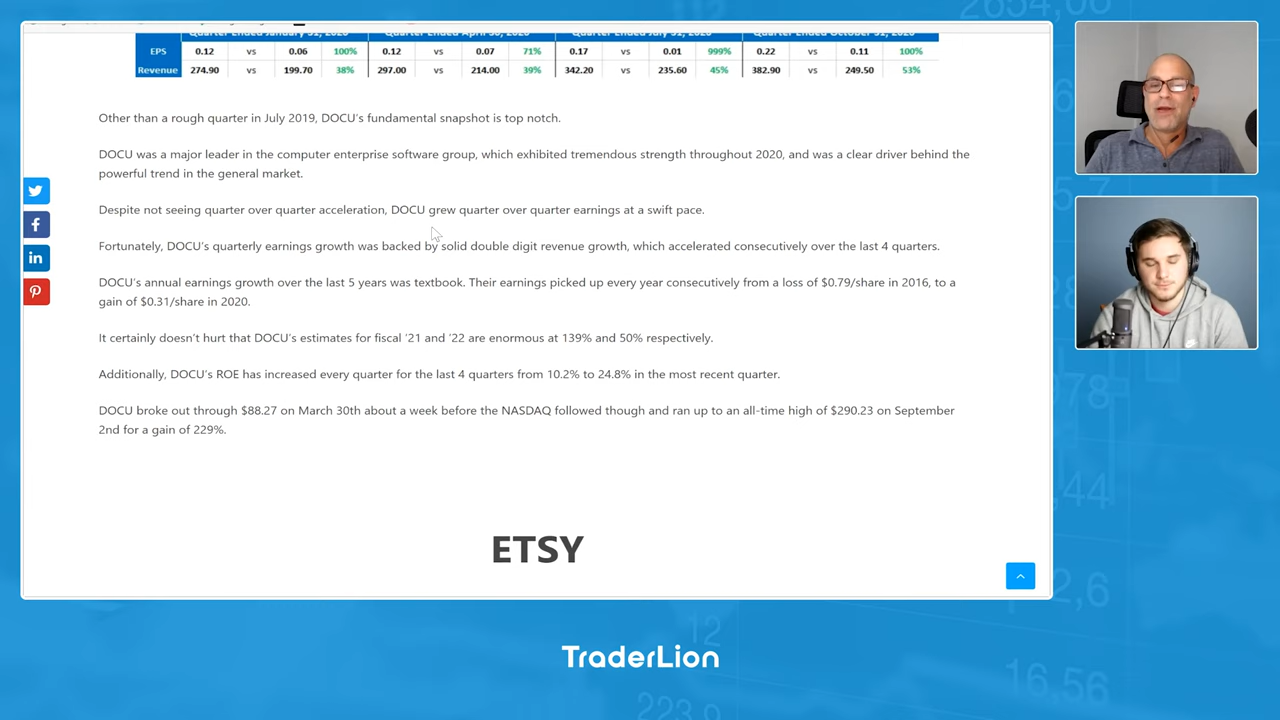 EPS 0.12 vs 0.06 100% 0.12 vs 0.07 71% 0.17 vs 0.01 999% 0.22 vs 0.11 100%
Revenue 274.90 vs 199.70 38% 297.00 vs 214.00 39% 342.20 vs 235.60 45% 382.90 vs 249.50 53%
Other than a rough quarter in July 2019, DOCU's fundamental snapshot is top notch.
DOCU was a major leader in the computer enterprise software group, which exhibited tremendous strength throughout 2020, and was a clear driver behind the
powerful trend in the general market.
Despite not seeing quarter over quarter acceleration, DOCU grew quarter over quarter earnings at a swift pace.
Fortunately, DOCU's quarterly earnings growth was backed by solid double digit revenue growth, which accelerated consecutively over the last 4 quarters.
DOCU's annual earnings growth over the last 5 years was textbook. Their earnings picked up every year consecutively from a loss of $0.79/share in 2016, to a
gain of $0.31/share in 2020.
It certainly doesn't hurt that DOCU's estimates for fiscal '21 and '22 are enormous at 139% and 50% respectively.
Additionally, DOCU's ROE has increased every quarter for the last 4 quarters from 10.2% to 24.8% in the most recent quarter.
DOCU broke out through $88.27 on March 30th about a week before the NASDAQ followed though and ran up to an all-time high of $290.23 on September
2nd for a gain of 229%.
ETSY
TraderLion
12
16,56
223,9